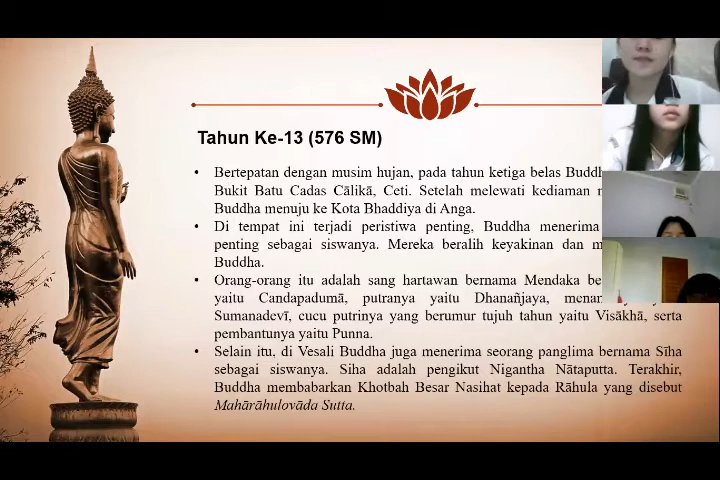 Tahun Ke-13 (576 SM)
• Bertepatan dengan musim hujan, pada tahun ketiga belas
Bukit Batu Cadas Cālikā, Ceti. Setelah melewati kediaman
Buddha menuju ke Kota Bhaddiya di Anga.
• Di tempat ini terjadi peristiwa penting, Buddha menerima
penting sebagai siswanya. Mereka beralih keyakinan dan
Buddha.
• Orang-orang itu adalah sang hartawan bernama Mendaka
yaitu Candapadumā, putranya yaitu Dhanañjaya,
Sumanadevī, cucu putrinya yang berumur tujuh tahun yaitu Visākhā, serta
pembantunya yaitu Punna.
• Selain itu, di Vesali Buddha juga menerima seorang panglima bernama Sīha
sebagai siswanya. Siha adalah pengikut Nigantha Nātaputta. Terakhir,
Buddha membabarkan Khotbah Besar Nasihat kepada Rāhula yang disebut
Mahārāhulovāda Sutta.